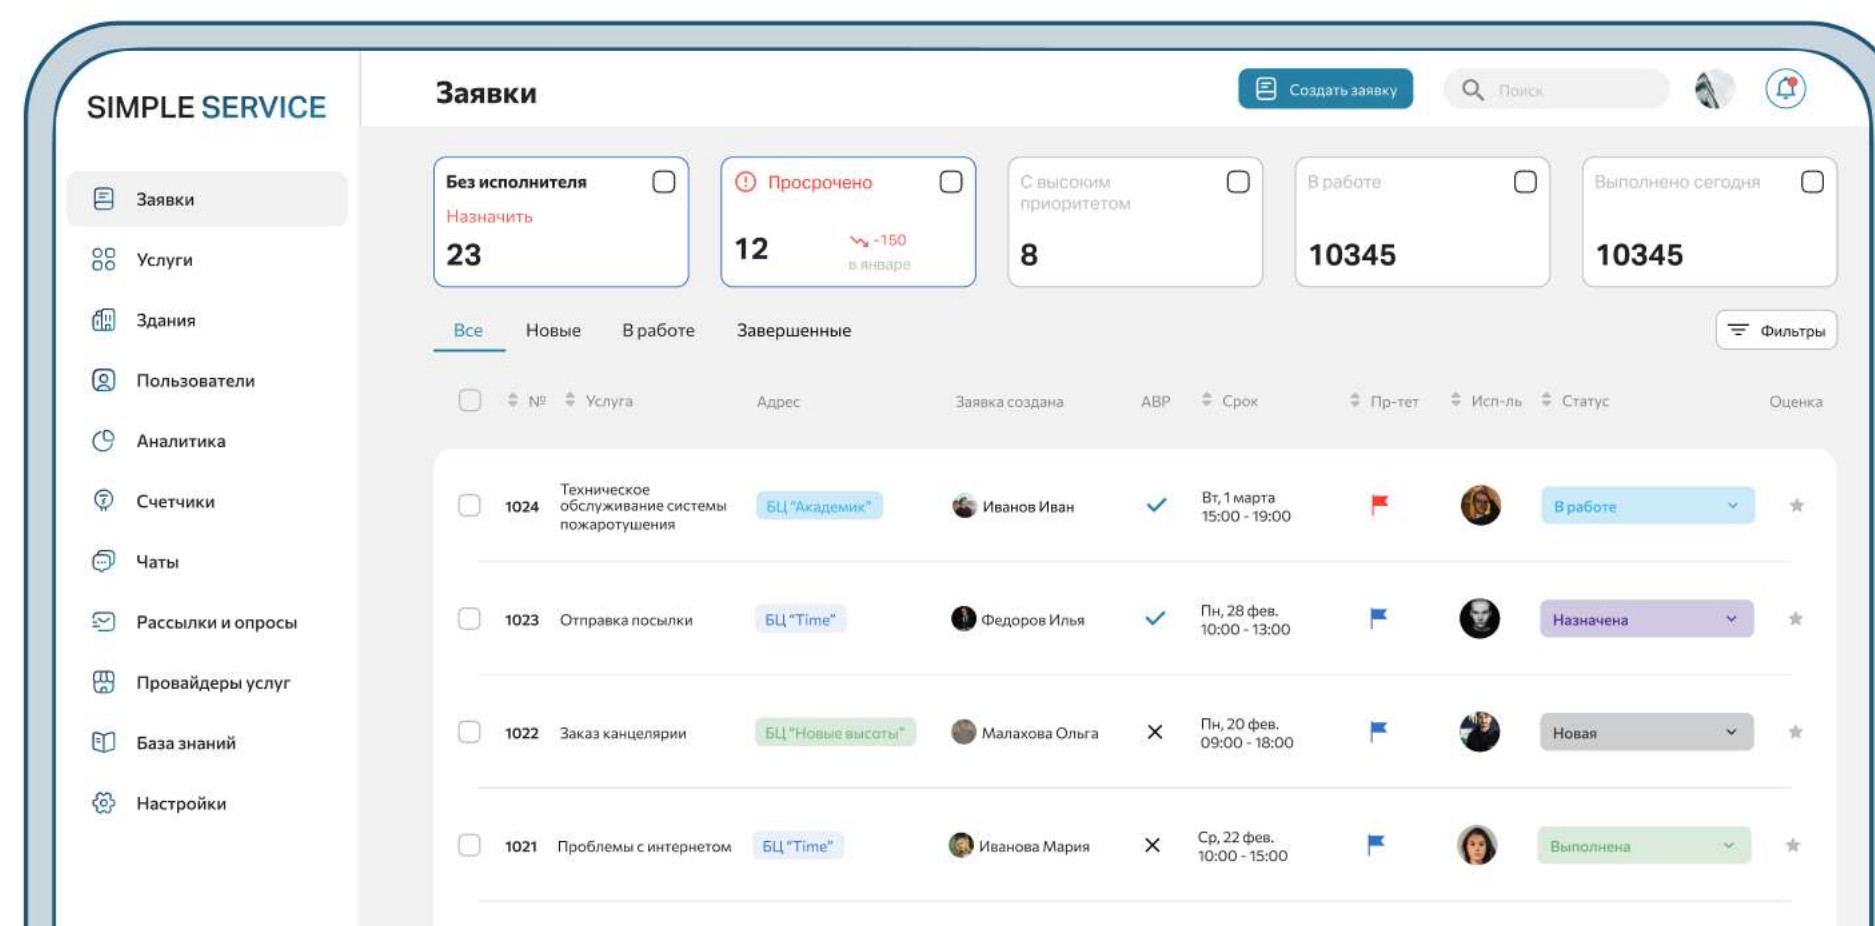 SIMPLE SERVICE
Заявки
Услуги
Здания
Пользователи
Аналитика
Счетчики
Чаты
Рассылки и опросы
Провайдеры услуг
База знаний
Настройки
Заявки
Создать заявку
Поиск
Без исполнителя
Назначить
23
Просрочено
12
-150
в январе
С высоким
приоритетом
8
В работе
10345
Выполнено сегодня
10345
Все Новые В работе Завершенные
Фильтры
№ Услуга Адрес Заявка создана АВР Срок Пр-тет Исп-ль Статус Оценка
1024
Техническое
обслуживание системы
пожаротушения
БЦ "Академик"
Иванов Иван
Вт, 1 марта
15:00 - 19:00
В работе
1023
Отправка посылки
БЦ "Time"
Федоров Илья
Пн, 28 фев.
10:00 - 13:00
Назначена
1022
Заказ канцелярии
БЦ "Новые высоты"
Малахова Ольга
Пн, 20 фев.
09:00 - 18:00
Новая
1021
Проблемы с интернетом
БЦ "Time"
Иванова Мария
Ср, 22 фев.
10:00 - 15:00
Выполнена